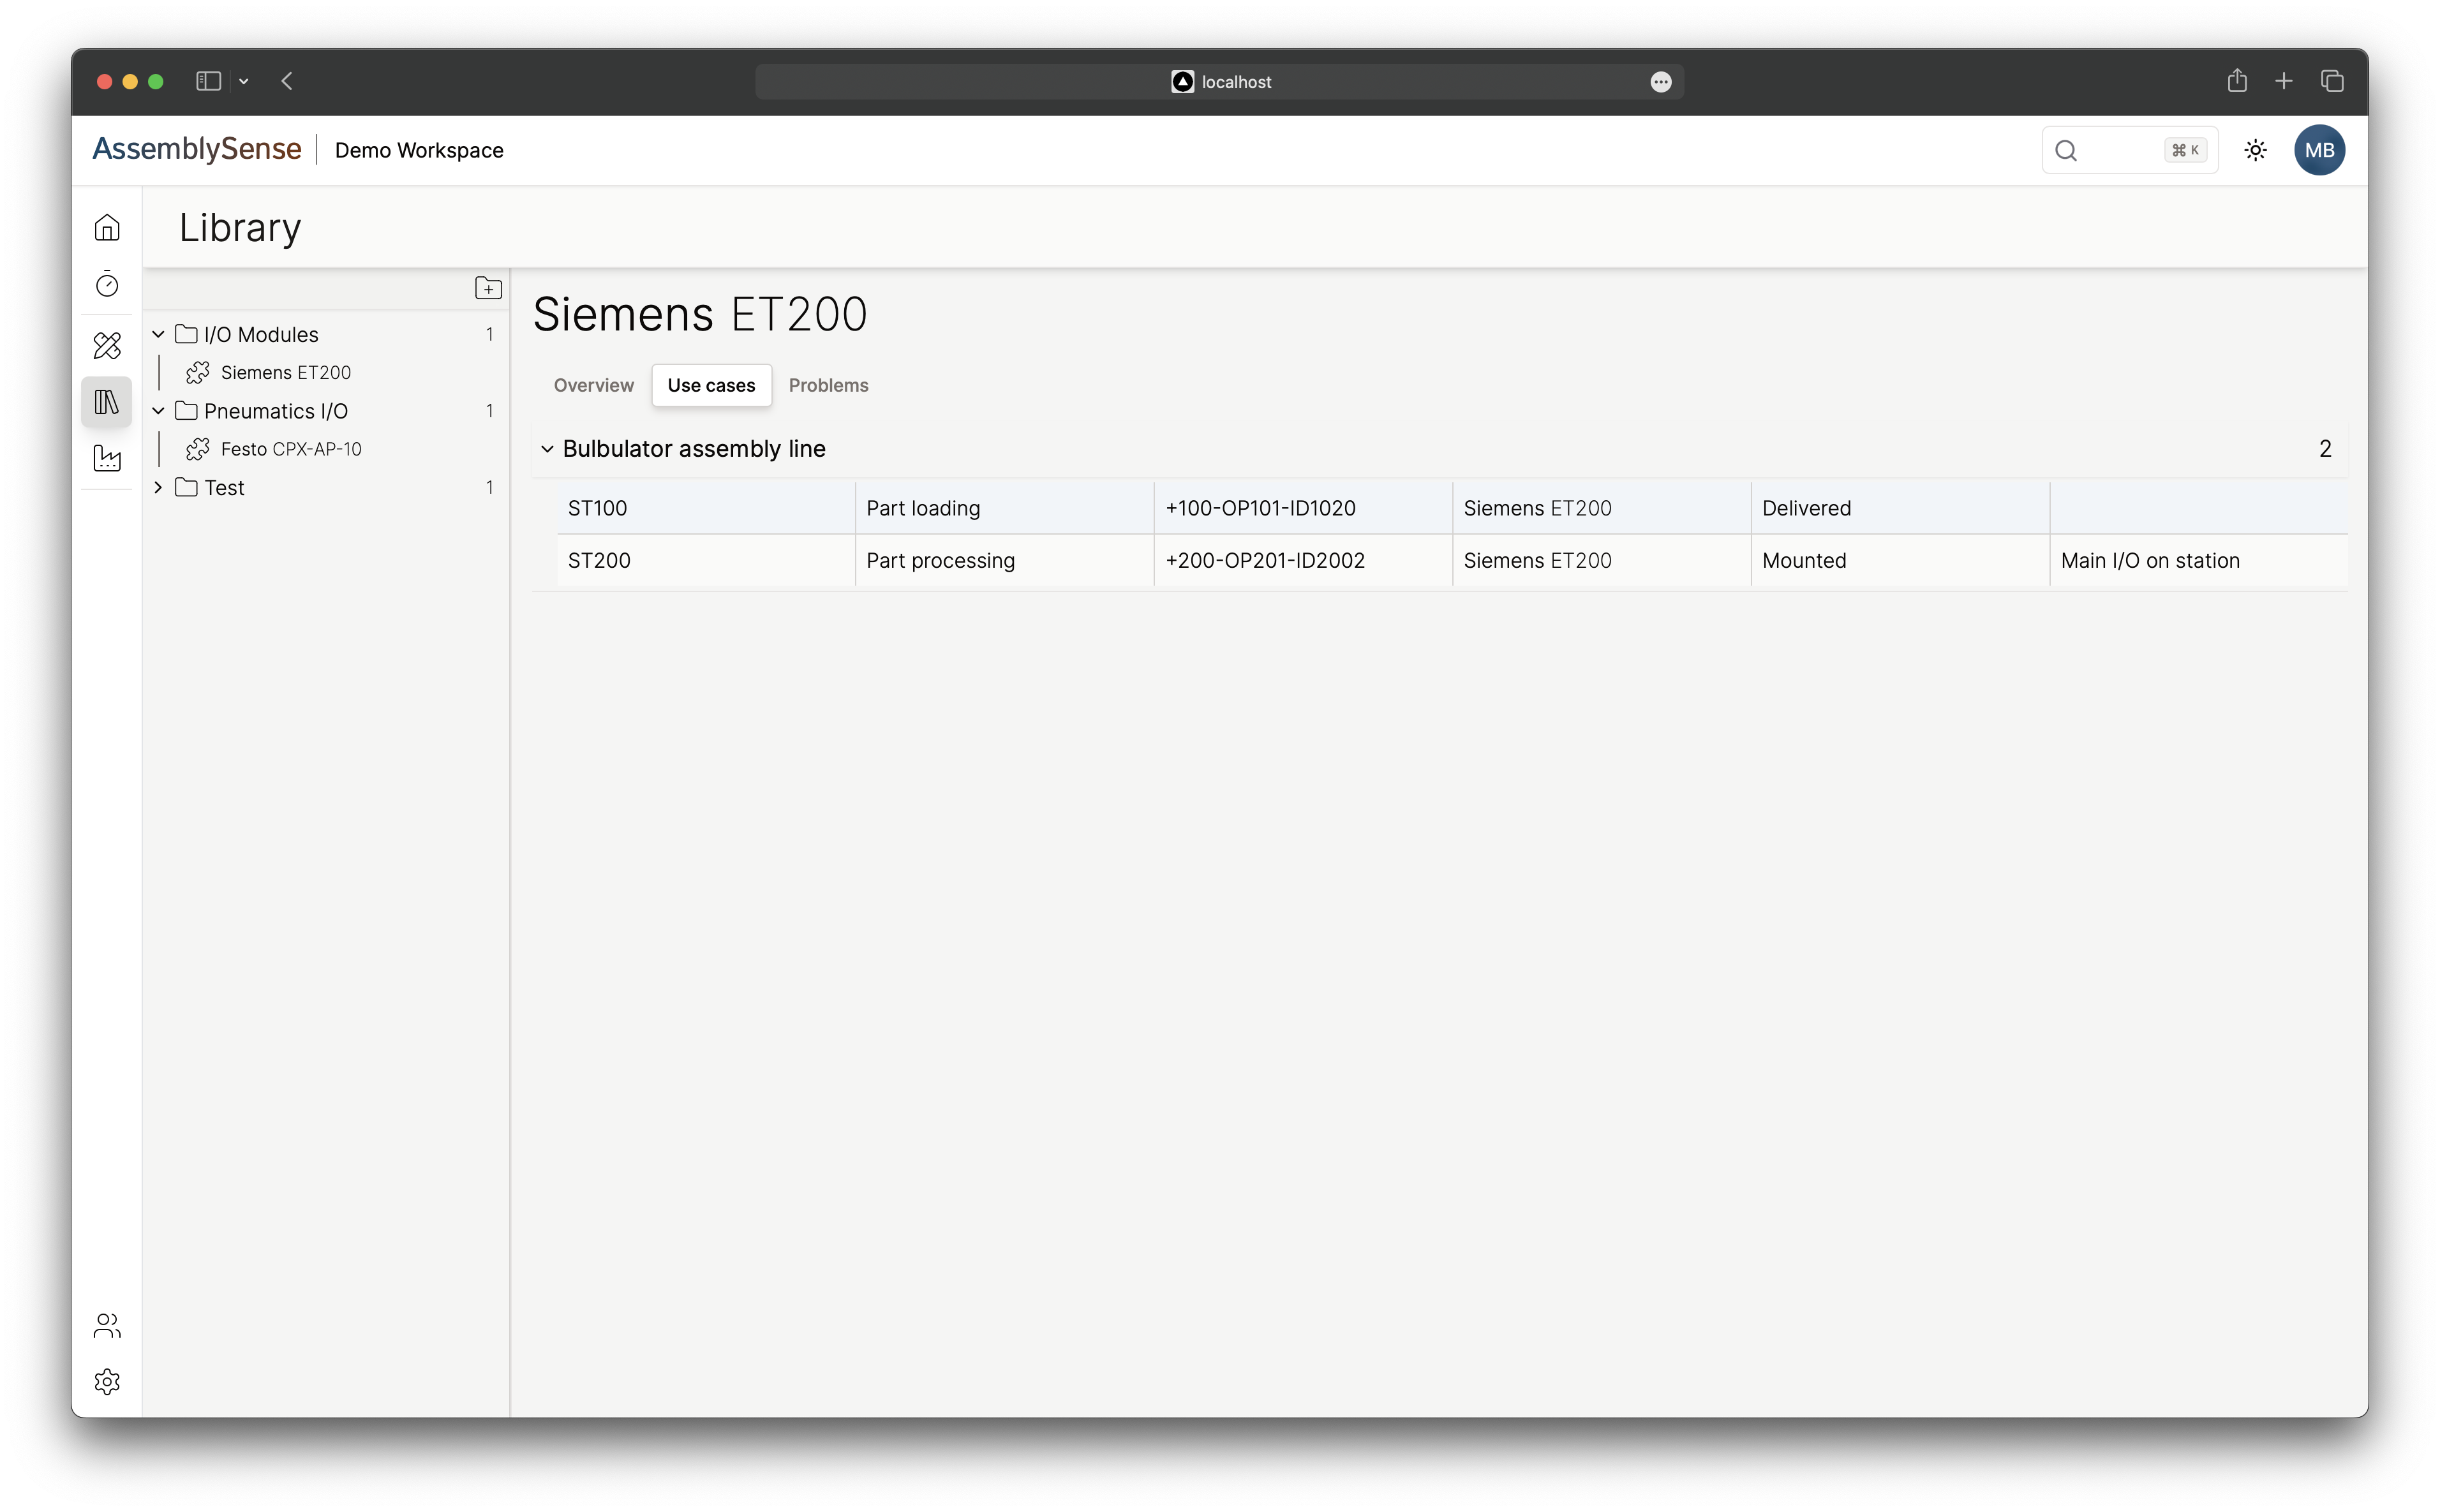 localhost
AssemblySense Demo Workspace
⌘ K
MB
Library
I/O Modules 1
Siemens ET200
Pneumatics I/O 1
Festo CPX-AP-10
Test 1
Siemens ET200
Overview Use cases Problems
Bulbulator assembly line 2
ST100 Part loading +100-OP101-ID1020 Siemens ET200 Delivered
ST200 Part processing +200-OP201-ID2002 Siemens ET200 Mounted Main I/O on station